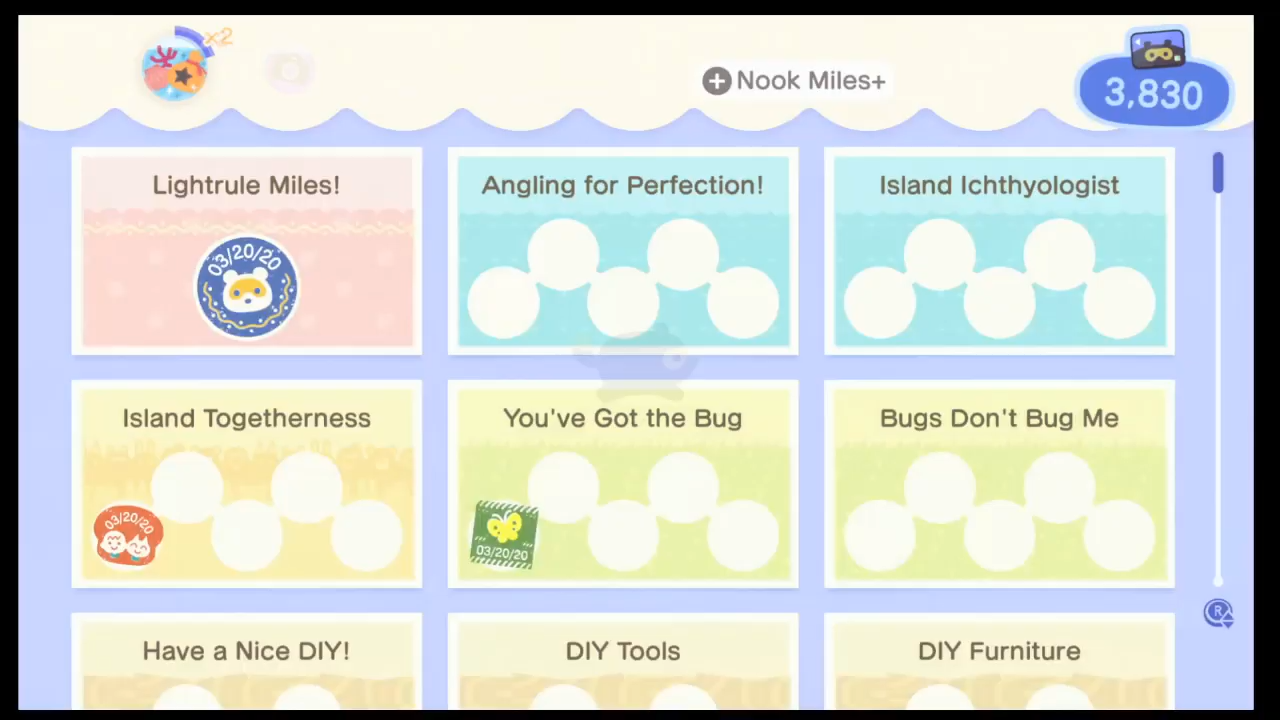 x2
Nook Miles+
3,830
Lightrule Miles!
03/20/20
Angling for Perfection!
Island Ichthyologist
Island Togetherness
03/20/20
You've Got the Bug
03/20/20
Bugs Don't Bug Me
R
Have a Nice DIY!
DIY Tools
DIY Furniture